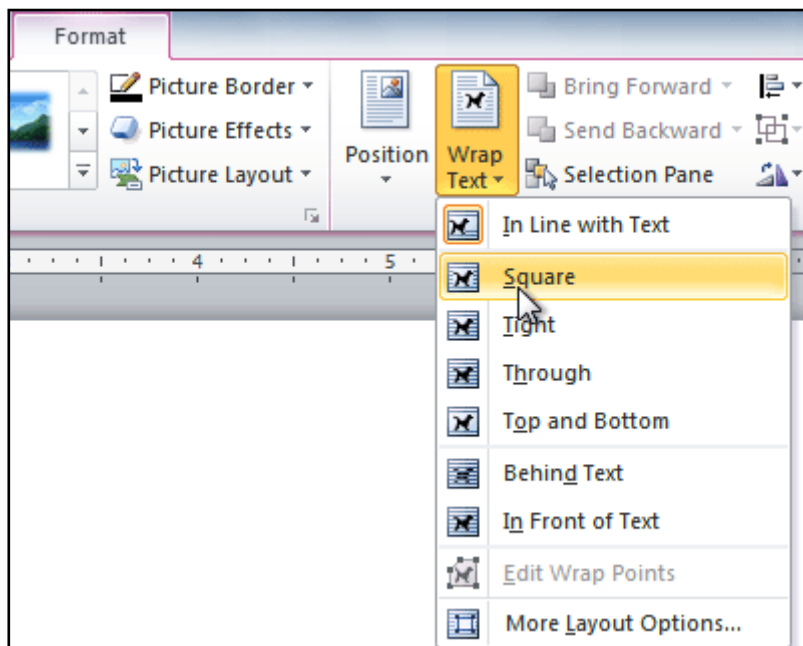 Format
Picture Border
Picture Effects
Picture Layout
Position
Wrap
Text
Bring Forward
Send Backward
Selection Pane
4
5
In Line with Text
Square
Tight
Through
Top and Bottom
Behind Text
In Front of Text
Edit Wrap Points
More Layout Options...